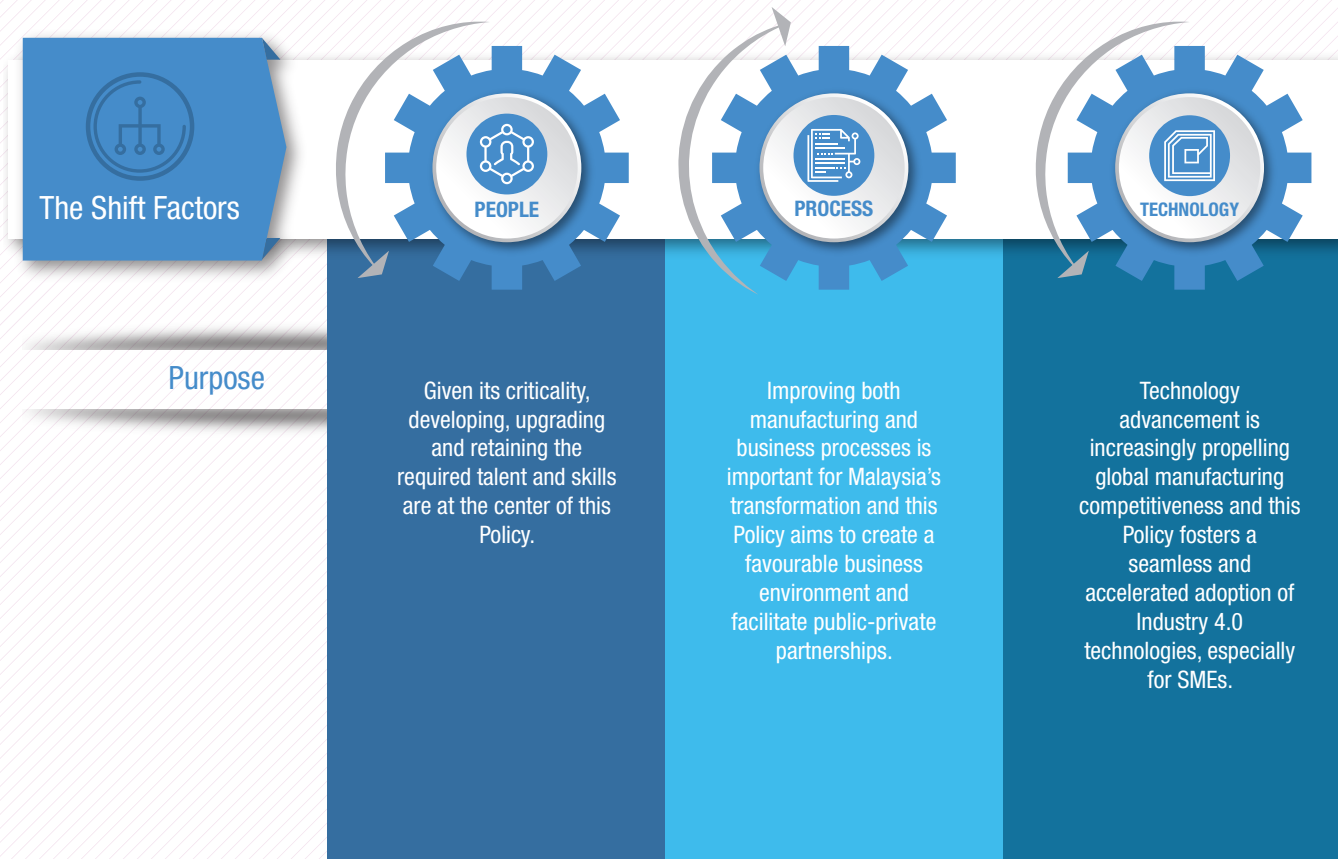 The Shift Factors
PEOPLE
PROCESS
TECHNOLOGY
Purpose
Given its criticality,
developing, upgrading
and retaining the
required talent and skills
are at the center of this
Policy.
Improving both
manufacturing and
business processes is
important for Malaysia’s
transformation and this
Policy aims to create a
favourable business
environment and
facilitate public-private
partnerships.
Technology
advancement is
increasingly propelling
global manufacturing
competitiveness and this
Policy fosters a
seamless and
accelerated adoption of
Industry 4.0
technologies, especially
for SMEs.